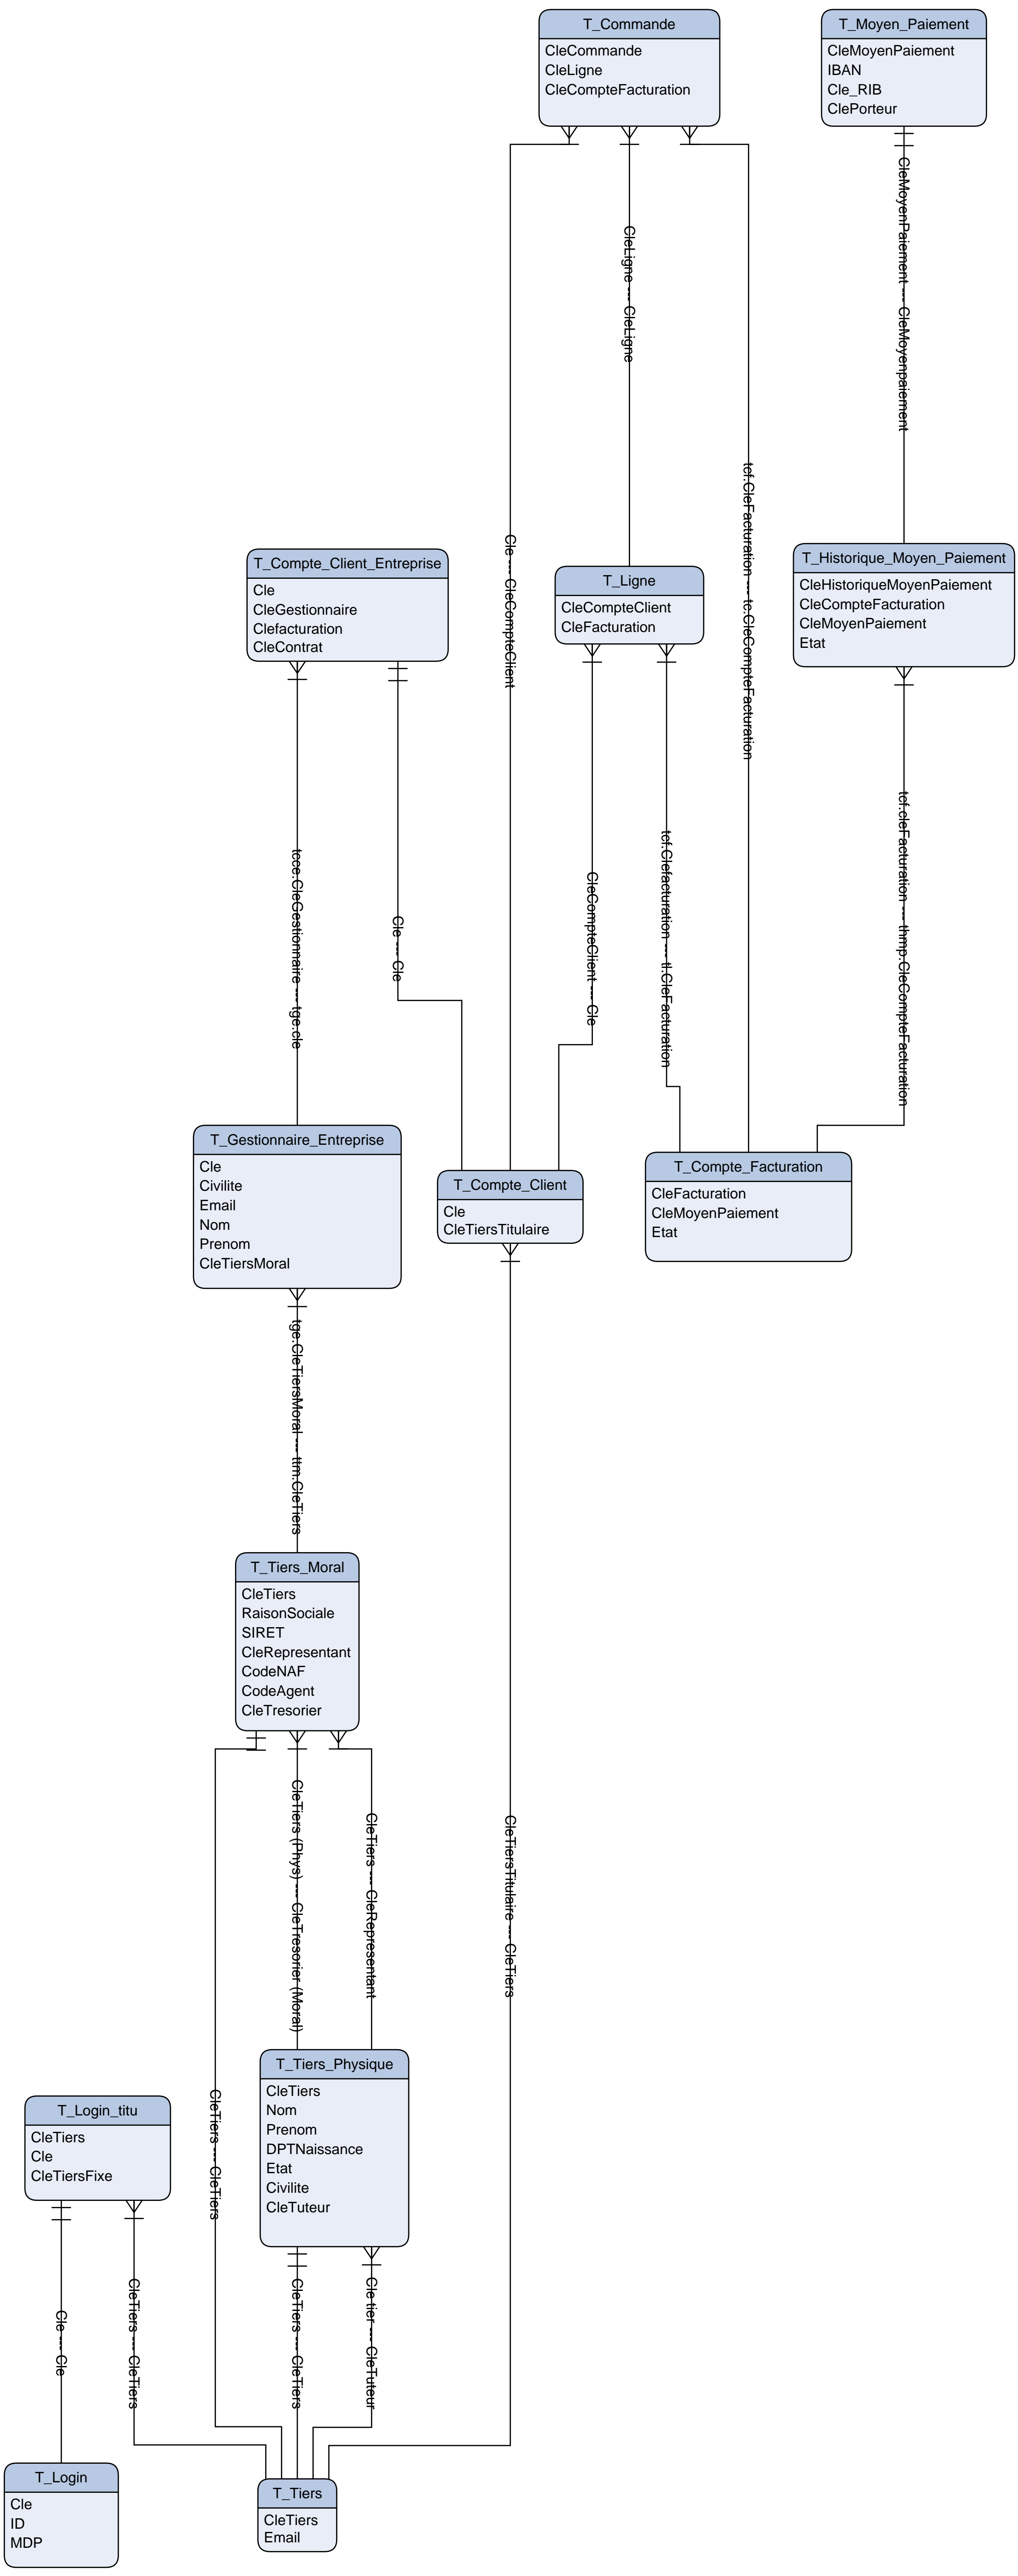 T_Commande
CleCommande
CleLigne
CleCompteFacturation
T_Moyen_Paiement
CleMoyenPaiement
IBAN
Cle_RIB
ClePorteur
CleMoyenPaiement --- CleMoyenpaiement
CleLigne --- CleLigne
tcf.CleFacturation --- tc.CleCompteFacturation
Cle --- CleCompteClient
T_Compte_Client_Entreprise
Cle
CleGestionnaire
Clefacturation
CleContrat
T_Ligne
CleCompteClient
CleFacturation
T_Historique_Moyen_Paiement
CleHistoriqueMoyenPaiement
CleCompteFacturation
CleMoyenPaiement
Etat
tcce.CleGestionnaire --- tge.cle
Cle --- Cle
CleCompteClient --- Cle
tcf.Clefacturation --- tl.CleFacturation
tcf.cleFacturation --- thmp.CleCompteFacturation
T_Gestionnaire_Entreprise
Cle
Civilite
Email
Nom
Prenom
CleTiersMoral
T_Compte_Client
Cle
CleTiersTitulaire
T_Compte_Facturation
CleFacturation
CleMoyenPaiement
Etat
tge.CleTiersMoral --- ttm.CleTiers
T_Tiers_Moral
CleTiers
RaisonSociale
SIRET
CleRepresentant
CodeNAF
CodeAgent
CleTresorier
CleTiers (Phys) --- CleTresorier (Moral)
CleTiers --- CleRepresentant
CleTiersTitulaire --- CleTiers
CleTiers --- CleTiers
T_Tiers_Physique
CleTiers
Nom
Prenom
DPTNaissance
Etat
Civilite
CleTuteur
T_Login_titu
CleTiers
Cle
CleTiersFixe
Cle --- Cle
CleTiers --- CleTiers
CleTiers --- CleTiers
Cle tier --- CleTuteur
T_Login
Cle
ID
MDP
T_Tiers
CleTiers
Email